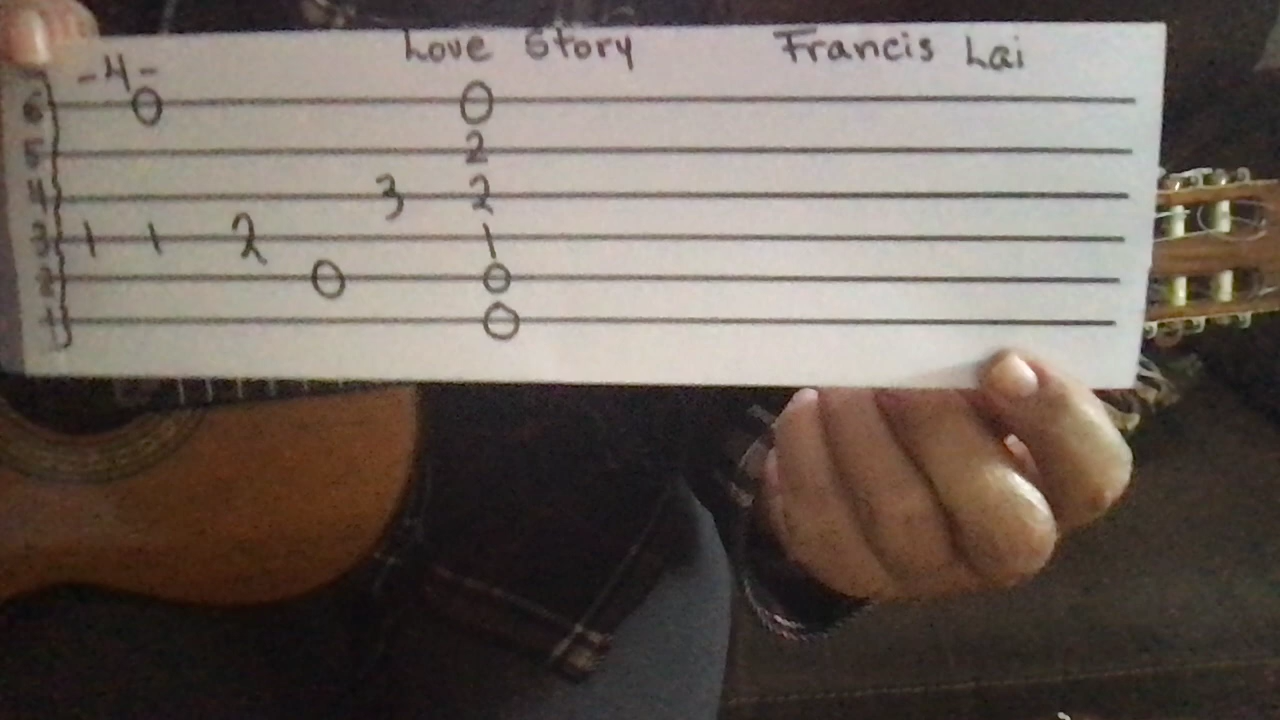 Love Story Francis Lai
-4-
6 0 0
5 2
4 3 2
3 1 1 2 1
2 0 0
1 0